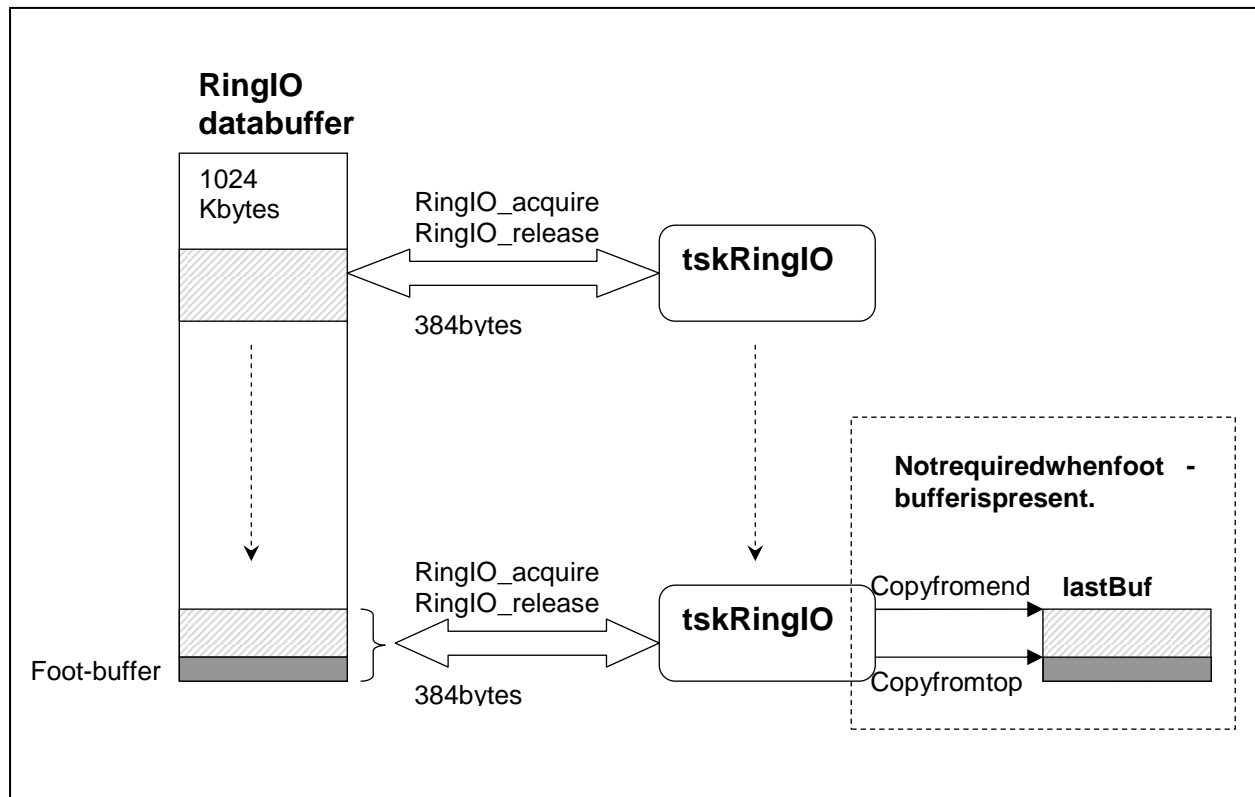 RingIO
databuffer
1024
Kbytes
RingIO_acquire
RingIO_release
384bytes
tskRingIO
Notrequiredwhenfoot -
bufferispresent.
RingIO_acquire
RingIO_release
384bytes
tskRingIO
Copyfromend
lastBuf
Copyfromtop
Foot-buffer